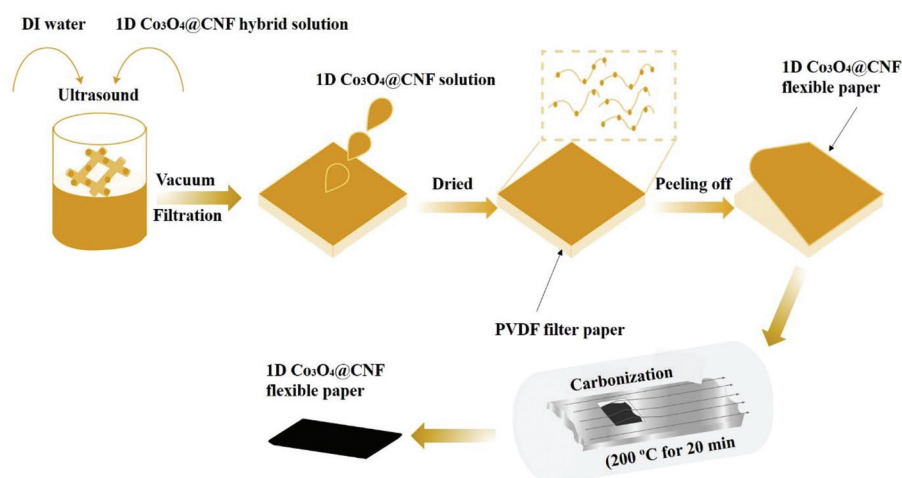 DI water
1D Co₃O₄@CNF hybrid solution
Ultrasound
1D Co₃O₄@CNF solution
1D Co₃O₄@CNF
flexible paper
Vacuum
Filtration
Dried
Peeling off
PVDF filter paper
1D Co₃O₄@CNF
flexible paper
Carbonization
(200 ºC for 20 min